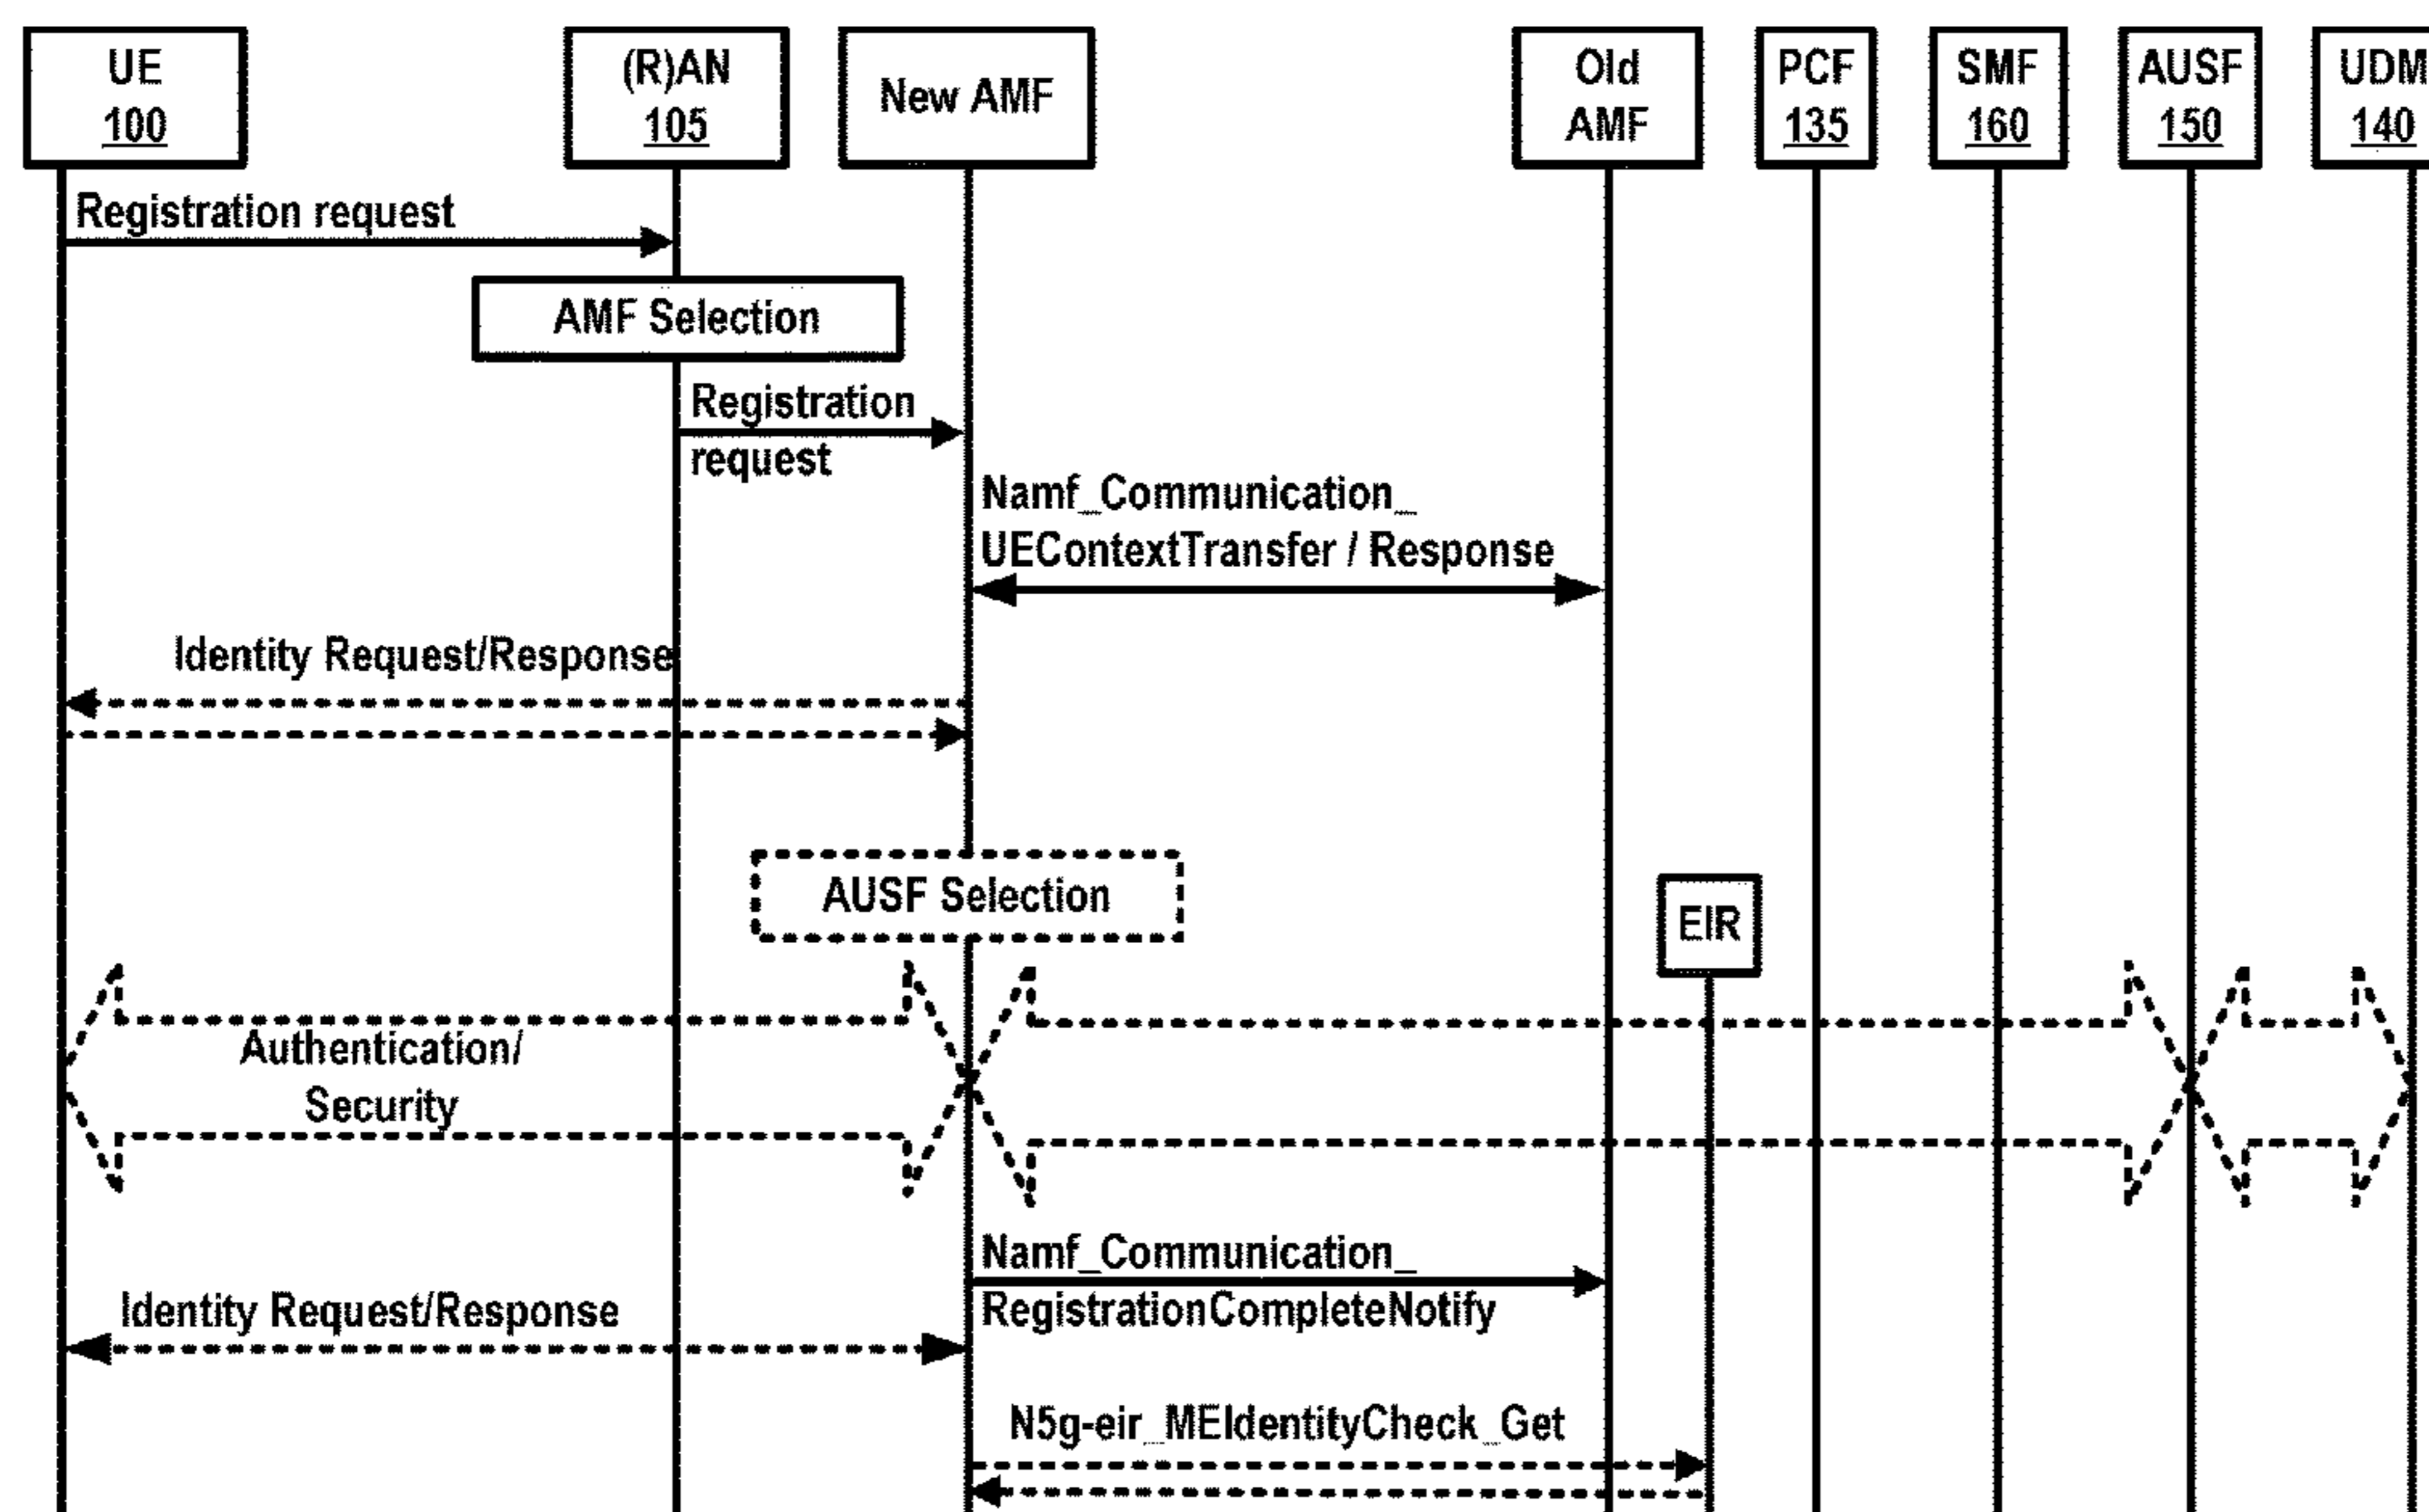 UE
100
(R)AN
105
New AMF
Old
AMF
PCF
135
SMF
160
AUSF
150
UDM
140
Registration request
AMF Selection
Registration
request
Namf_Communication_
UEContextTransfer / Response
Identity Request/Response
AUSF Selection
EIR
Authentication/
Security
Namf_Communication_
RegistrationCompleteNotify
Identity Request/Response
N5g-eir_MEIdentityCheck_Get